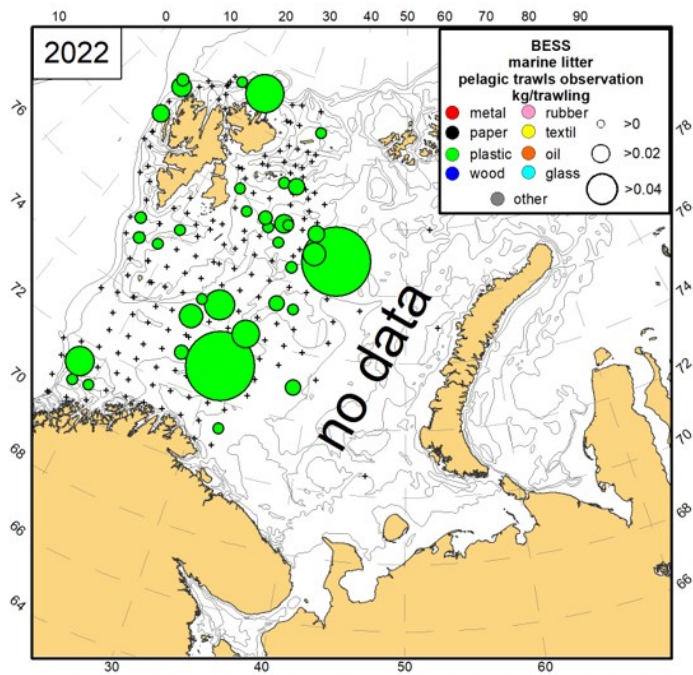 10 0 10 20 30 40 50 60 70 80 90
2022
BESS
marine litter
pelagic trawls observation
kg/trawling
metal rubber >0
paper textil
plastic oil >0.02
wood glass
other >0.04
76
74
72
70
68
66
64
78
76
74
72
70
68
66
no data
30 40 50 60